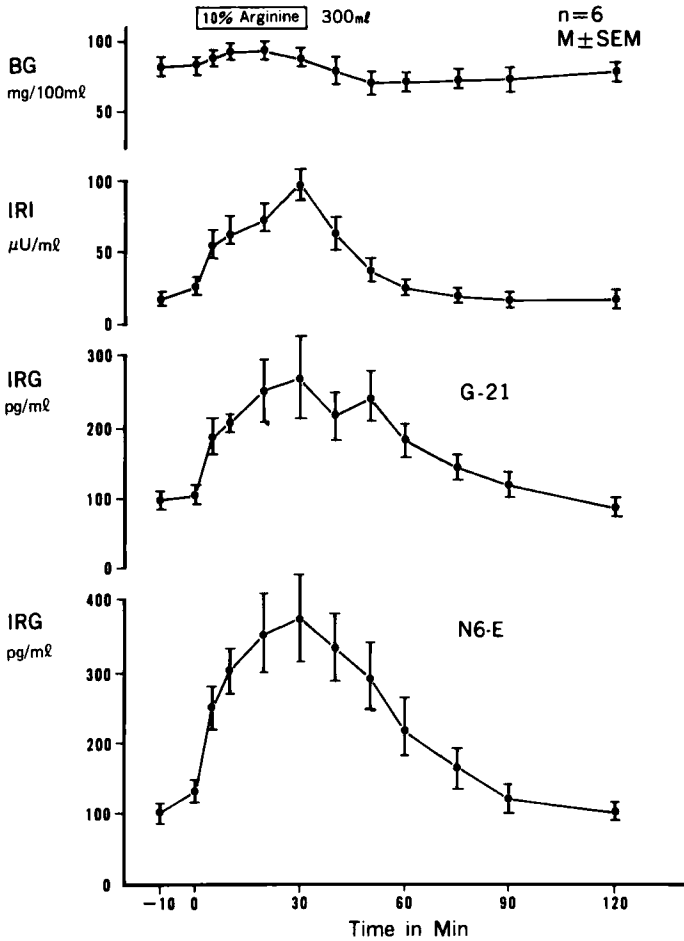 10% Arginine 300mℓ
n=6
M±SEM
BG
mg/100mℓ
100
50
IRI
μU/mℓ
100
50
0
IRG
pg/mℓ
300
200
100
0
G-21
IRG
pg/mℓ
400
300
200
100
0
N6-E
−10 0 30 60 90 120
Time in Min